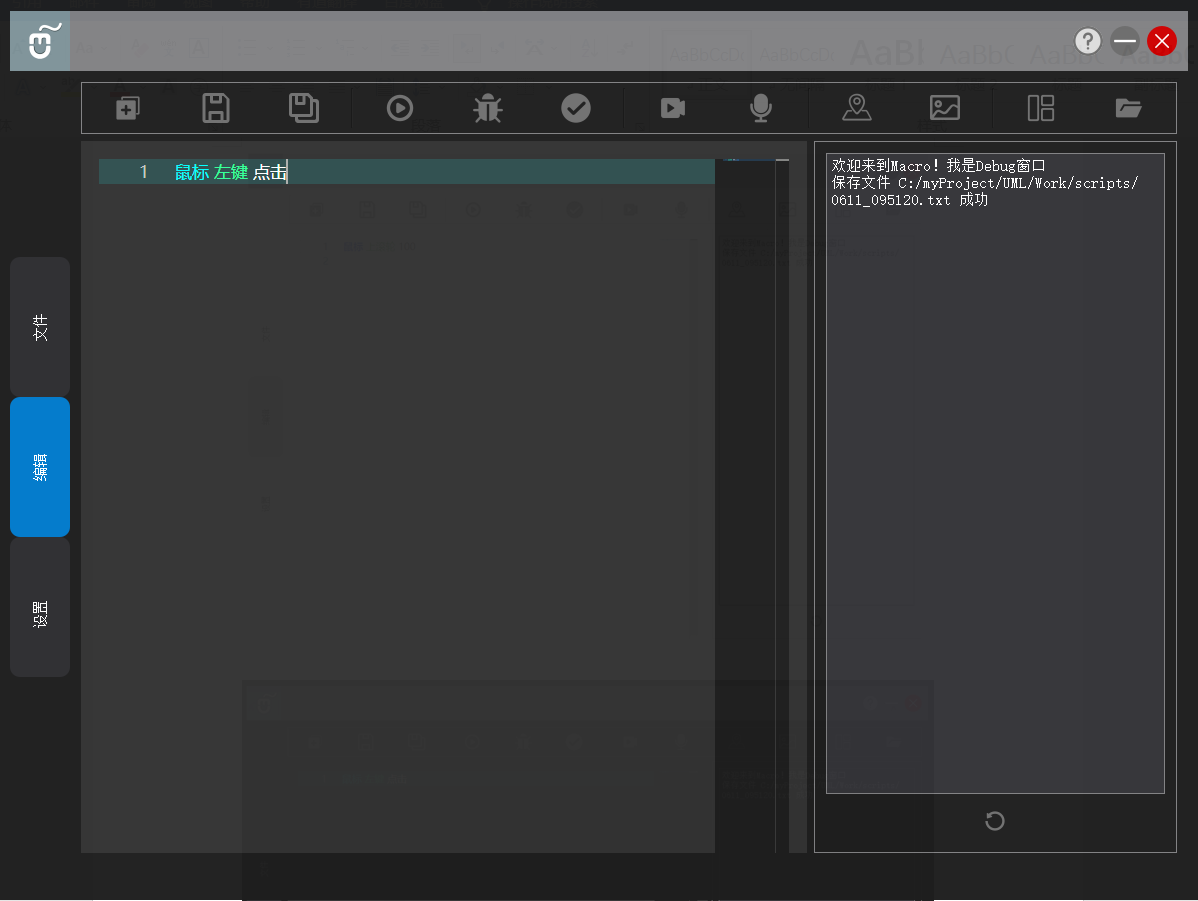 文件
编辑
设置
1 鼠标 左键 点击
欢迎来到Macro！我是Debug窗口
保存文件 C:/myProject/UML/Work/scripts/
0611_095120.txt 成功